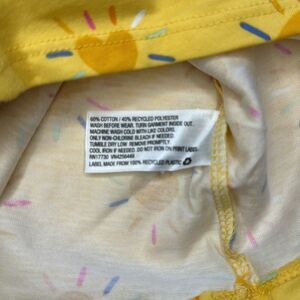 60% COTTON / 40% RECYCLED POLYESTER
WASH BEFORE WEAR. TURN GARMENT INSIDE OUT.
MACHINE WASH COLD WITH LIKE COLORS.
ONLY NON-CHLORINE BLEACH IF NEEDED.
TUMBLE DRY LOW. REMOVE PROMPTLY.
COOL IRON IF NEEDED. DO NOT IRON ON PRINT LABEL.
RN17730 VN4256449
LABEL MADE FROM 100% RECYCLED PLASTIC